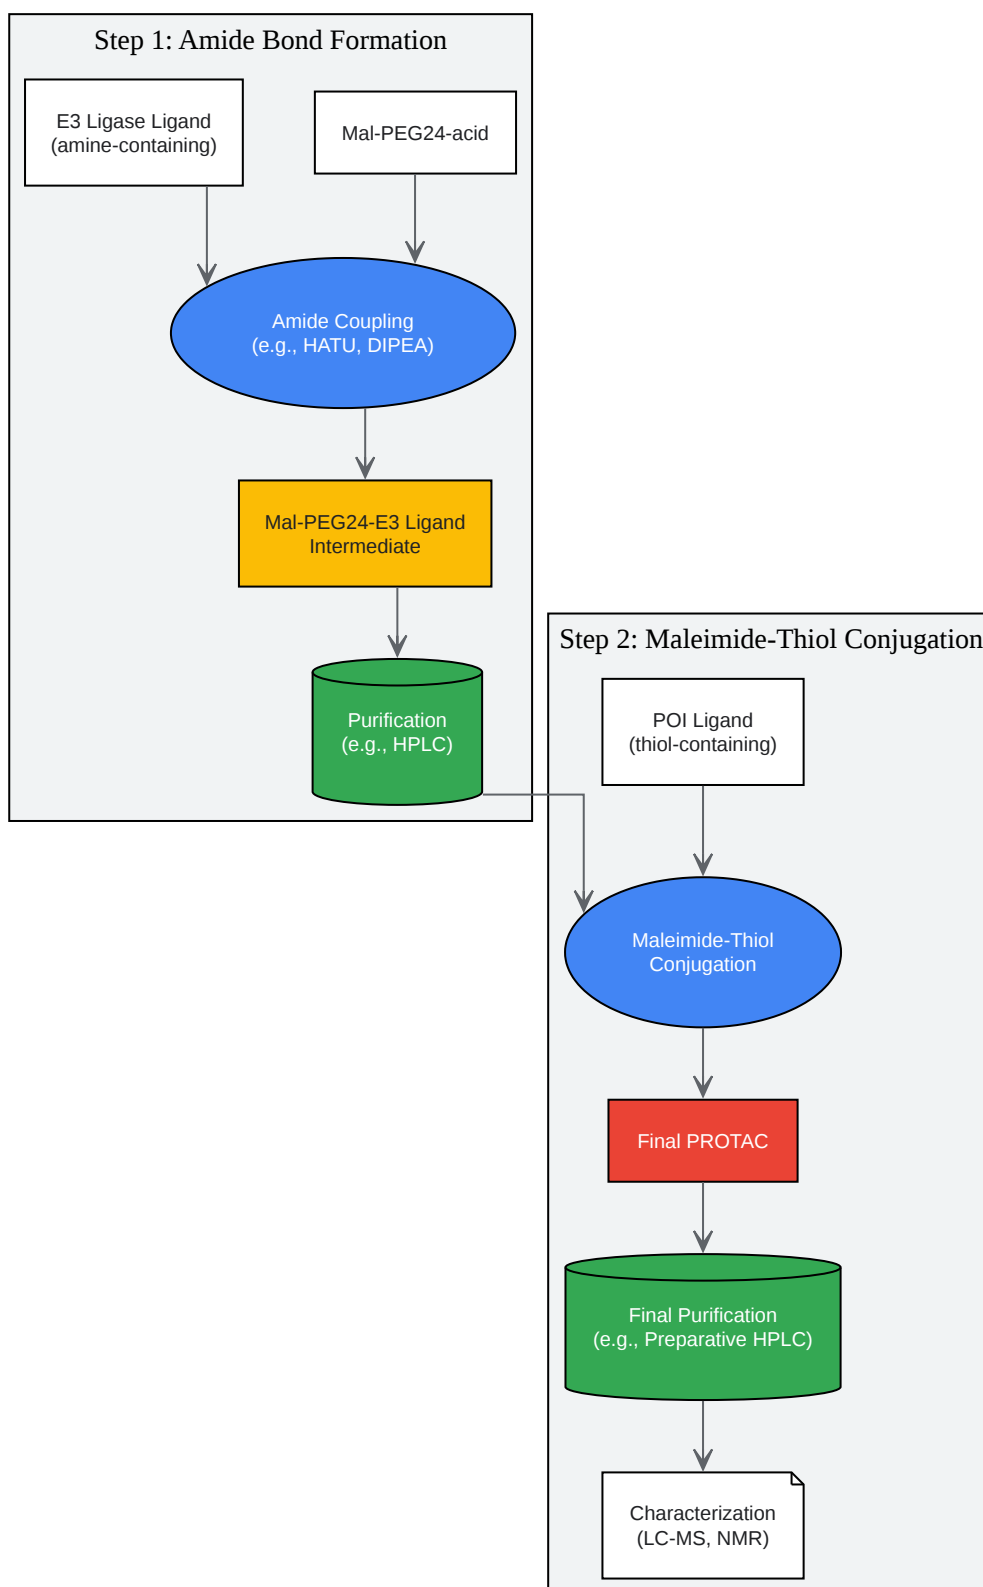 Step 1: Amide Bond Formation
E3 Ligase Ligand
(amine-containing)
Mal-PEG24-acid
Amide Coupling
(e.g., HATU, DIPEA)
Mal-PEG24-E3 Ligand
Intermediate
Purification
(e.g., HPLC)
Step 2: Maleimide-Thiol Conjugation
POI Ligand
(thiol-containing)
Maleimide-Thiol
Conjugation
Final PROTAC
Final Purification
(e.g., Preparative HPLC)
Characterization
(LC-MS, NMR)